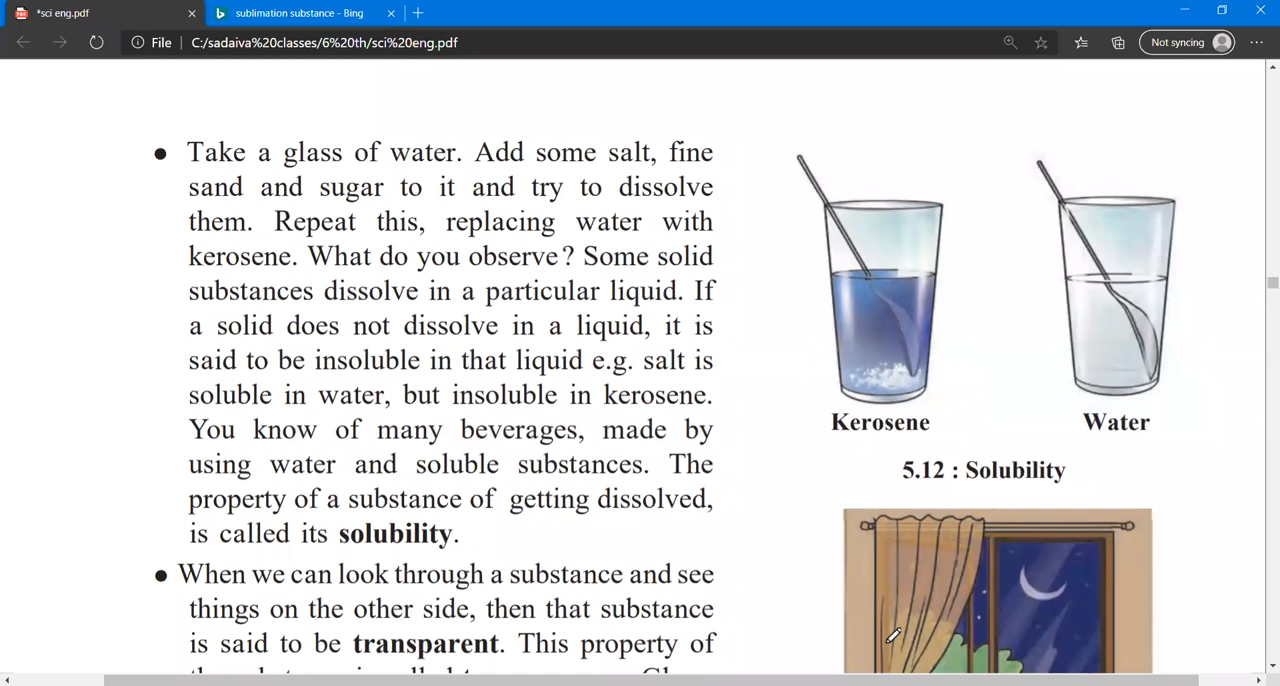 *sci eng.pdf
sublimation substance - Bing
File
C:/sadaiva%20classes/6%20th/sci%20eng.pdf
Not syncing
● Take a glass of water. Add some salt, fine
sand and sugar to it and try to dissolve
them. Repeat this, replacing water with
kerosene. What do you observe? Some solid
substances dissolve in a particular liquid. If
a solid does not dissolve in a liquid, it is
said to be insoluble in that liquid e.g. salt is
soluble in water, but insoluble in kerosene.
You know of many beverages, made by
using water and soluble substances. The
property of a substance of getting dissolved,
is called its solubility.
● When we can look through a substance and see
things on the other side, then that substance
is said to be transparent. This property of
Kerosene
Water
5.12 : Solubility